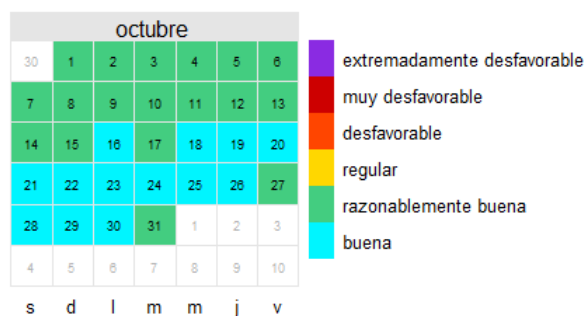 octubre
30 1 2 3 4 5 6
7 8 9 10 11 12 13
14 15 16 17 18 19 20
21 22 23 24 25 26 27
28 29 30 31 1 2 3
4 5 6 7 8 9 10
s d l m m j v
extremadamente desfavorable
muy desfavorable
desfavorable
regular
razonablemente buena
buena